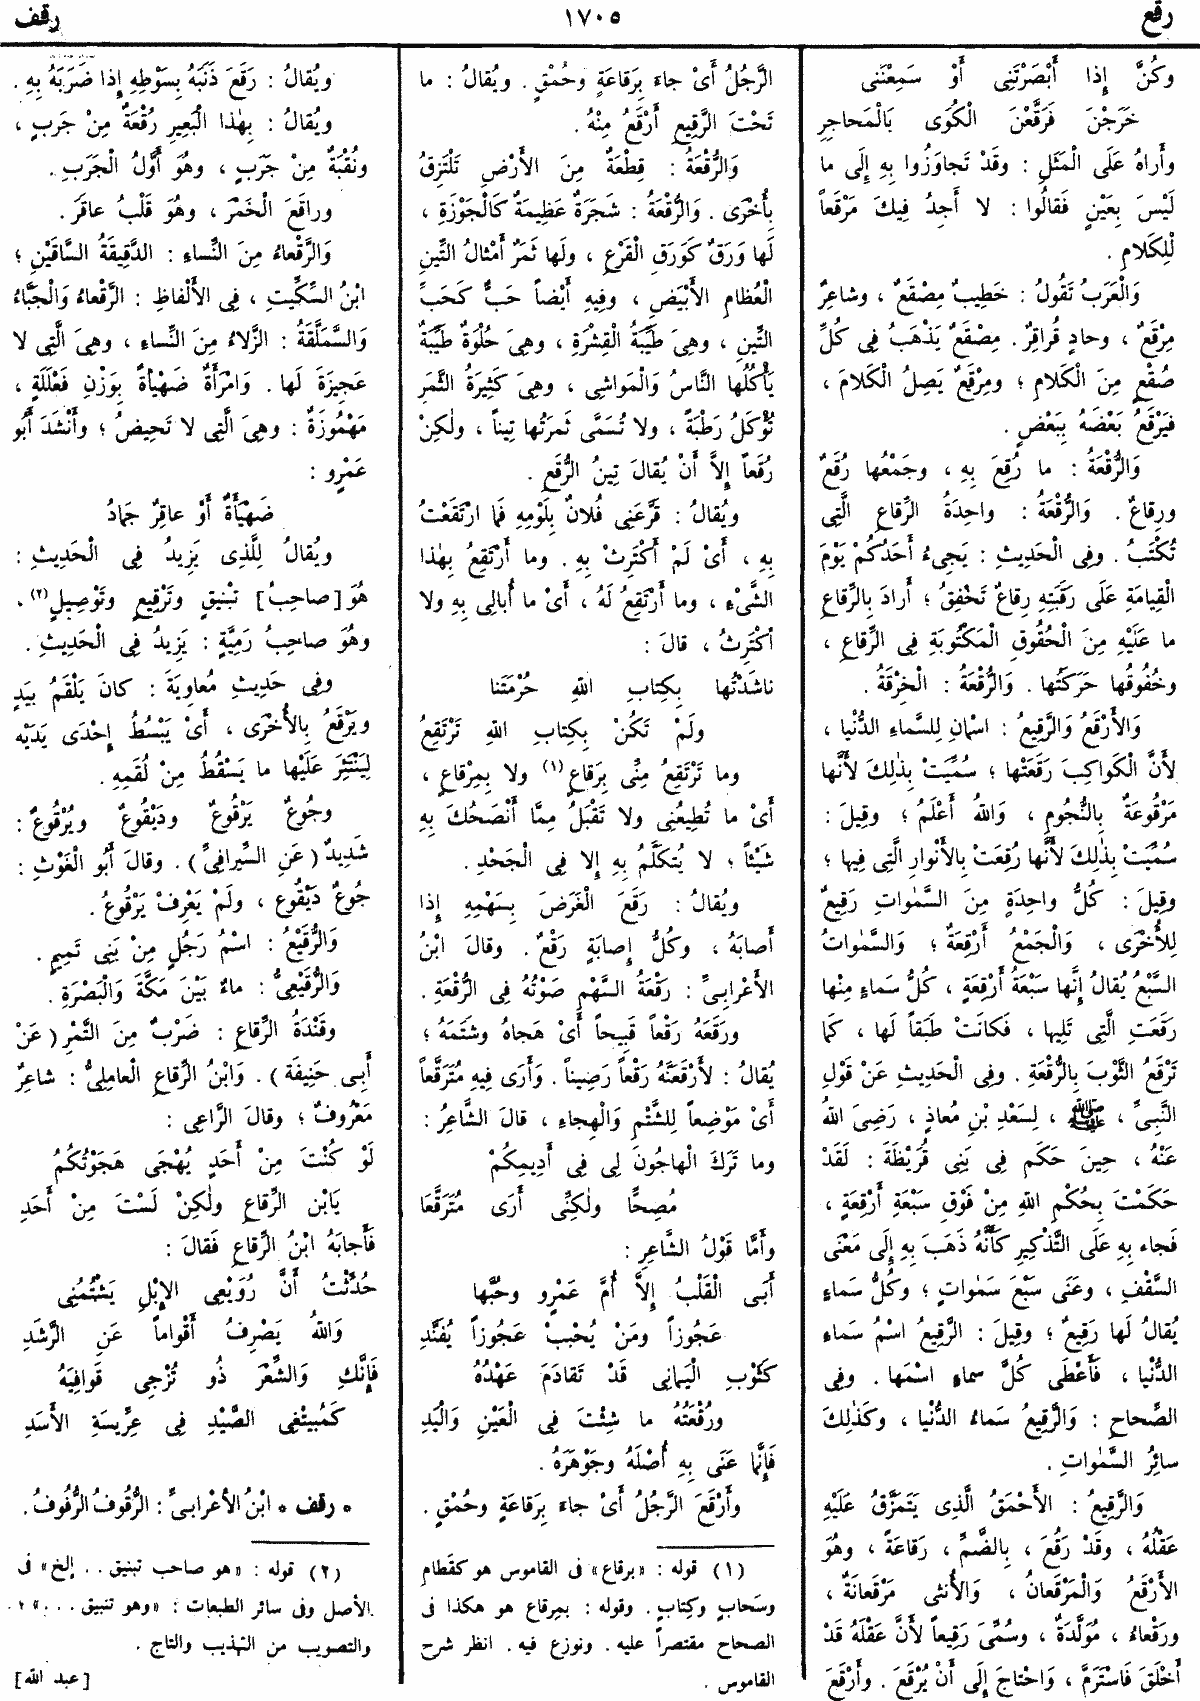 رقع
١٧٠٥
رقف
وكُنَّ إِذا أَبْصَرْنَنِى أَوْ سَمِعْنَنِى
خَرَجْنَ فَرَقَّعْنَ الْكُوَى بَالْمَحاجِرِ
وأَراهُ عَلَى الْمَثَلِ : وقَدْ تَجاوَزُوا بِهِ إِلَى ما
لَيْسَ بِعَيْنٍ فَقالُوا : لا أَجِدُ فِيكَ مَرْقَعاً
لِلْكَلامِ .
وَالْعَرَبُ تَقُولُ : خَطِيبٌ مِصْقَعٌ ، وشاعِرٌ
مِرْقَعٌ ، وحادٍ قُراقِرٌ . مِصْقَعٌ يَذْهَبُ فِى كُلِّ
صُقْعٍ مِنَ الْكَلامِ ؛ ومِرْقَعٌ يَصِلُ الْكَلامَ ،
فَيَرْقَعُ بَعْضَهُ بِبَعْضٍ .
وَالرُّقْعَةُ : ما رُقِعَ بِهِ ، وجَمْعُها رُقَعٌ
ورِقاعٌ . وَالرُّقْعَةُ : واحِدَةُ الرِّقاعِ الَّتِى
تُكْتَبُ . وفِى الْحَدِيثِ : يَجِىءُ أَحَدُكُمْ يَوْمَ
الْقِيامَةِ عَلَى رَقَبَتِهِ رِقاعٌ تَخْفِقُ ؛ أَرادَ بِالرِّقاعِ
ما عَلَيْهِ مِنَ الْحُقُوقِ الْمَكْتُوبَةِ فِى الرِّقاعِ ،
وخُفُوقُها حَرَكَتُها . وَالرُّقْعَةُ : الْخِرْقَةُ .
وَالأَرْقَعُ وَالرَّقِيعُ : اسْمانِ لِلسَّماءِ الدُّنْيا ،
لأَنَّ الْكَواكِبَ رَقَعَتْها ؛ سُمِّيَتْ بِذٰلِكَ لأَنَّها
مَرْقُوعَةٌ بِالنُّجُومِ ، وَاللهُ أَعْلَمُ ؛ وقِيلَ :
سُمِّيَتْ بِذٰلِكَ لأَنَّها رُقِعَتْ بِالأَنْوارِ الَّتِى فِيها ؛
وقِيلَ : كُلُّ واحِدَةٍ مِنَ السَّمٰواتِ رَقِيعٌ
لِلأُخْرَى ، وَالْجَمْعُ أَرْقِعَةٌ ؛ وَالسَّمٰواتُ
السَّبْعُ يُقالُ إِنَّها سَبْعَةُ أَرْقِعَةٍ ، كُلُّ سَماءٍ مِنْها
رَقَعَتِ الَّتِى تَلِيها ، فَكانَتْ طَبَقاً لَها ، كَما
تَرْقَعُ الثَّوْبَ بِالرُّقْعَةِ . وفِى الْحَدِيثِ عَنْ قَوْلِ
النَّبِىِّ ، ﷺ ، لِسَعْدِ بْنِ مُعاذٍ ، رَضِىَ اللهُ
عَنْهُ ، حِينَ حَكَمَ فِى بَنِى قُرَيْظَةَ : لَقَدْ
حَكَمْتَ بِحُكْمِ اللهِ مِنْ فَوْقِ سَبْعَةِ أَرْقِعَةٍ ،
فَجاء بِهِ عَلَى التَّذْكِيرِ كَأَنَّهُ ذَهَبَ بِهِ إِلَى مَعْنَى
السَّقْفِ ، وعَنَى سَبْعَ سَمٰواتٍ ؛ وكُلُّ سَماءٍ
يُقالُ لَها رَقِيعٌ ؛ وقِيلَ : الرَّقِيعُ اسْمُ سَماءِ
الدُّنْيا ، فَأَعْطَى كُلَّ سماءٍ اسْمَها . وفِى
الصِّحاحِ : وَالرَّقِيعُ سَماءُ الدُّنْيا ، وكَذٰلِكَ
سائِرُ السَّمٰواتِ .
وَالرَّقِيعُ : الأَحْمَقُ الَّذِى يَتَمَزَّقُ عَلَيْهِ
عَقْلُهُ ، وقَدْ رَقُعَ ، بِالضَّمِّ ، رَقاعَةً ، وهُوَ
الأَرْقَعُ وَالْمَرْقَعانُ ، وَالأُنْثى مَرْقَعانَةٌ ،
ورَقْعاءُ ، مُوَلَّدَةٌ ، وسُمِّىَ رَقِيعاً لأَنَّ عَقْلَهُ قَدْ
أَخْلَقَ فَاسْتَرَمَّ ، وَاحْتاجَ إِلَى أَنْ يُرْقَعَ . وأَرْقَعَ
الرَّجُلُ أَىْ جاءَ بِرَقاعَةٍ وحُمْقٍ . ويُقالُ : ما
تَحْتَ الرَّقِيعِ أَرْقَعُ مِنْهُ .
وَالرُّقْعَةُ : قِطْعَةٌ مِنَ الأَرْضِ تَلْتَزِقُ
بِأُخْرَى . وَالرُّقْعَةُ : شَجَرَةٌ عَظِيمَةٌ كَالْجَوْزَةِ ،
لَها وَرَقٌ كَوَرَقِ الْقَرْعِ ، ولَها ثَمَرٌ أَمْثالُ التِّينِ
الْعُظامِ الأَبْيَضِ ، وفِيهِ أَيْضاً حَبٌّ كَحَبِّ
التِّينِ ، وهِىَ طَيِّبَةُ الْقِشْرَةِ ، وهِىَ حُلْوَةٌ طَيِّبَةٌ
يَأْكُلُها النَّاسُ وَالْمَواشِى ، وهِىَ كَثِيرَةُ الثَّمَرِ
تُؤْكَلُ رَطْبَةً ، ولا تُسَمَّى ثَمَرَتُها تِيناً ، ولٰكِنْ
رُقَعاً إِلاَّ أَنْ يُقالَ تِينُ الرُّقَعِ .
ويُقالُ : قَرَّعَنِى فُلانٌ بِلَوْمِهِ فَما ارْتَقَعْتُ
بِهِ ، أَىْ لَمْ أَكْتَرِثْ بِهِ . وما أَرْتَقِعُ بِهٰذا
الشَّىْءِ ، وما أَرْتَقِعُ لَهُ ، أَىْ ما أُبالِى بِهِ ولا
أَكْتَرِثُ ، قالَ :
ناشَدْتُها بِكِتابِ اللهِ حُرْمَتَنا
ولَمْ تَكُنْ بِكِتابِ اللهِ تَرْتَقِعُ
وما تَرْتَقِعُ مِنِّى بِرَقاعٍ (١) ولا بِمِرْقاعٍ ،
أَىْ ما تُطِيعُنِى ولا تَقْبَلُ مِمَّا أَنْصَحُكَ بِهِ
شَيْئاً ؛ لا يُتكَلَّمُ بِهِ إِلا فِى الْجَحْدِ .
ويُقالُ : رَقَعَ الْغَرَضَ بِسَهْمِهِ إِذا
أَصابَهُ ، وكُلُّ إِصابَةٍ رَقْعٌ . وقالَ ابْنُ
الأَعْرابِىِّ : رَقْعَةُ السَّهْمِ صَوْتُهُ فِى الرُّقْعَةِ .
ورَقَعَهُ رَقْعاً قَبِيحاً أَىْ هَجاهُ وشَتَمَهُ ؛
يُقالُ : لأَرْقَعَنَّهُ رَقْعاً رَصِيناً . وأَرَى فِيهِ مُتَرَقَّعاً
أَىْ مَوْضِعاً لِلشَّتْمِ وَالْهِجاءِ ، قالَ الشَّاعِرُ :
وما تَرَكَ الْهاجُونَ لِى فِى أَدِيمِكُمْ
مُصِحًّا ولٰكِنِّى أَرَى مُتَرَقَّعَا
وأَمَّا قَوْلُ الشَّاعِرِ :
أَبَى الْقَلْبُ إِلاَّ أُمَّ عَمْرٍو وحُبَّها
عَجُوزاً ومَنْ يُحْبِبْ عَجُوزاً يُفَنَّدِ
كَثَوْبِ الْيَمانِى قَدْ تَقادَمَ عَهْدُهُ
ورُقْعَتُهُ ما شِئْتَ فِى الْعَيْنِ وَالْيَدِ
فَإِنَّما عَنَى بِهِ أَصْلَهُ وجَوْهَرَهُ .
وأَرْقَعَ الرَّجُلُ أَىْ جاءَ بِرَقاعَةٍ وحُمْقٍ .
(١) قوله : «برقاع» فى القاموس هو كقَطام
وسَحابٍ وكِتابٍ . وقوله : بمِرقاع هو هكذا فى
الصحاح مقتصراً عليه . ونوزع فيه . انظر شرح
القاموس .
ويُقالُ : رَقَعَ ذَنَبَهُ بِسَوْطِهِ إِذا ضَرَبَهُ بِهِ .
ويُقالُ : بِهٰذا الْبَعِيرِ رُقْعَةٌ مِنْ جَرَبٍ ،
ونُقْبَةٌ مِنْ جَرَبٍ ، وهُوَ أَوَّلُ الْجَرَبِ .
وراقَعَ الْخَمْرَ ، وهُوَ قَلْبُ عاقَرَ .
وَالرَّقْعاءُ مِنَ النِّساءِ : الدَّقِيقَةُ السَّاقَيْنِ ؛
ابْنُ السِّكِّيتِ ، فِى الأَلْفاظِ : الرَّقْعاءُ وَالْجَبَّاءُ
وَالسَّمَلَّقَةُ : الزَّلاءُ مِنَ النِّساءِ ، وهِىَ الَّتِى لا
عَجِيزَةَ لَها . وَامْرَأَةٌ ضَهْيَأَةٌ بِوَزْنِ فَعْلَلَةٍ ،
مَهْمُوزَةٌ : وهِىَ الَّتِى لا تَحِيضُ ؛ وأَنْشَدَ أَبُو
عَمْرٍو :
ضَهْيَأَةٌ أَوْ عاقِرٌ جَمادُ
ويُقالُ لِلَّذِى يَزِيدُ فِى الْحَدِيثِ :
هُوَ [صاحِبُ] تَبْنِيقٍ وتَرْقِيعٍ وتَوْصِيلٍ (٢) ،
وهُوَ صاحِبُ رَمِيَّةٍ : يَزِيدُ فِى الْحَدِيثِ .
وفِى حَدِيثِ مُعاوِيَةَ : كانَ يَلْقَمُ بِيَدٍ
ويَرْقَعُ بِالأُخْرَى ، أَىْ يَبْسُطُ إِحْدَى يَدَيْه
لِيَنْتَثِرَ عَلَيْها ما يَسْقُطُ مِنْ لُقَمِهِ .
وجُوعٌ يَرْقُوعٌ ودَيْقُوعٌ ويُرْقُوعٌ :
شَدِيدٌ ( عَنِ السِّيرافِىِّ ) . وقالَ أَبُو الْغَوْثِ :
جُوعٌ دَيْقُوع ، ولَمْ يَعْرِفْ يَرْقُوعٌ .
وَالرُّقَيْعُ : اسْمُ رَجُلٍ مِنْ بَنِى تَمِيمٍ .
وَالرُّقَيْعِىُّ : ماءٌ بَيْنَ مَكَّةَ وَالْبَصْرَةِ .
وقَنْدَةُ الرِّقاعِ : ضَرْبٌ مِنَ التَّمْرِ ( عَنْ
أَبِى حَنِيفَةَ ) . وَابْنُ الرِّقاعِ الْعامِلِىُّ : شاعِرٌ
مَعْرُوفٌ ؛ وقالَ الرَّاعِى :
لَوْ كُنْتَ مِنْ أَحَدٍ يُهْجَى هَجَوْتُكُمُ
يَابْن الرِّقاعِ ولٰكِنْ لَسْتَ مِنْ أَحَدِ
فَأَجابَهُ ابْنُ الرِّقاعِ فَقالَ :
حُدِّثْتُ أَنَّ رُوَيْعِى الإِبْلِ يَشْتُمُنِى
وَاللهُ يَصْرِفُ أَقْواماً عَنِ الرَّشَدِ
فَإِنَّكِ وَالشِّعْرَ ذُو تُزْجِى قَوافِيَهُ
كَمُبِيتْغِى الصَّيْدِ فِى عِرِّيسَةِ الأَسَدِ
* رقف * ابْنُ الأَعْرابِىِّ : الرُّقُوفُ الرُّفُوفُ .
(٢) قوله : «هو صاحب تبنيق . . إلخ» فى
الأصل وفى سائر الطبعات : «وهو تنبيق . . .» ،
والتصويب من التهذيب والتاج .
[عبد الله]